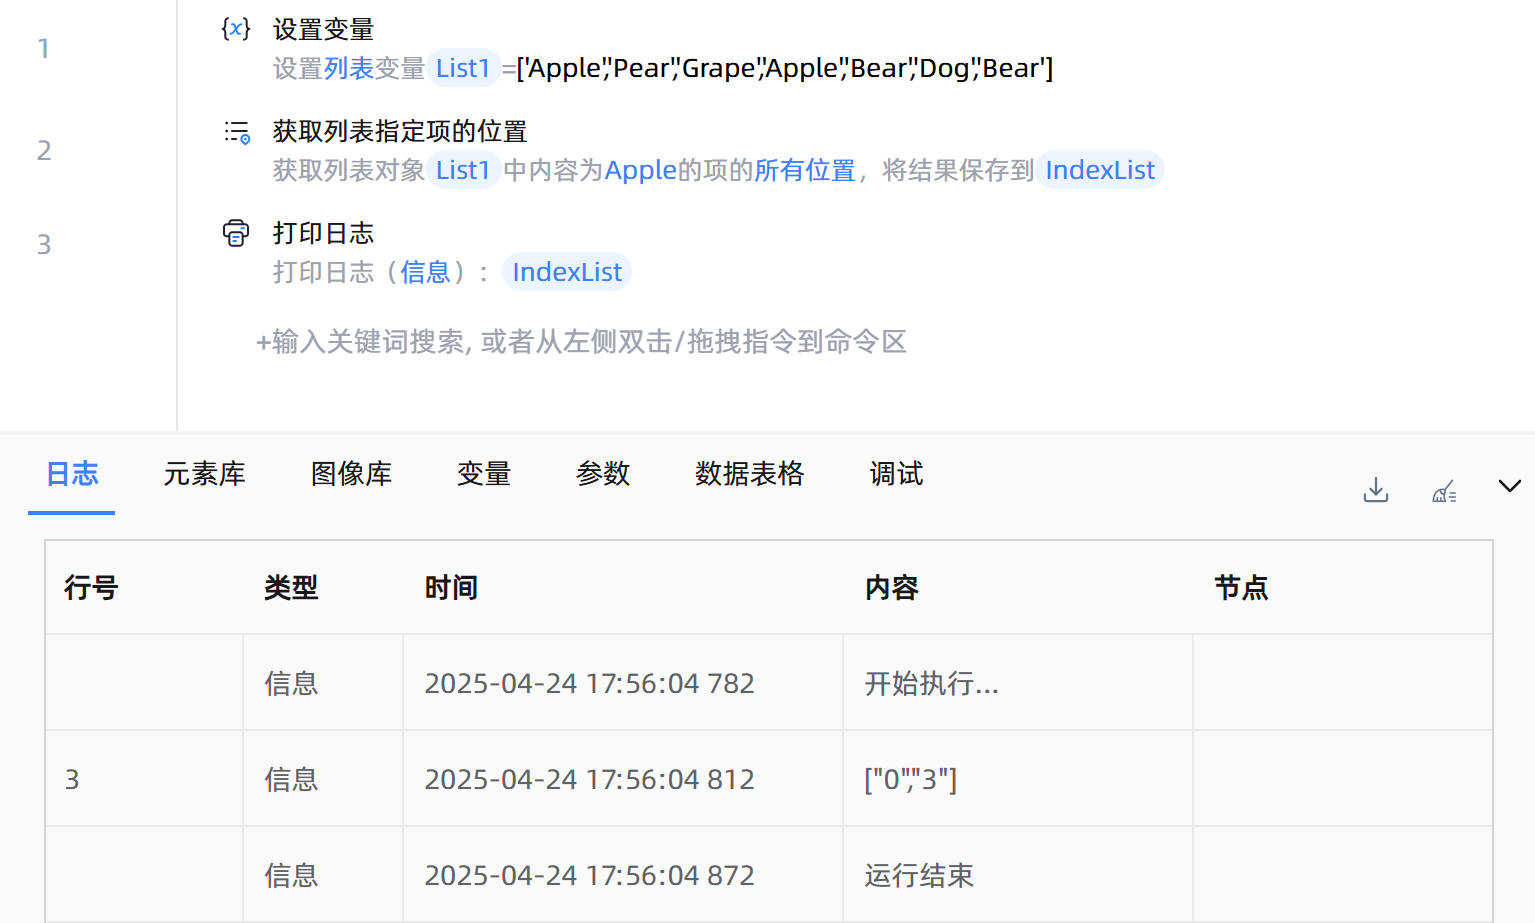 1
{x} 设置变量
设置列表变量 List1 =['Apple','Pear','Grape','Apple','Bear','Dog','Bear']
2
获取列表指定项的位置
获取列表对象 List1 中内容为Apple的项的所有位置，将结果保存到 IndexList
3
打印日志
打印日志（信息）： IndexList
+输入关键词搜索, 或者从左侧双击/拖拽指令到命令区
日志 元素库 图像库 变量 参数 数据表格 调试
行号 类型 时间 内容 节点
信息 2025-04-24 17:56:04 782 开始执行...
3 信息 2025-04-24 17:56:04 812 ["0","3"]
信息 2025-04-24 17:56:04 872 运行结束